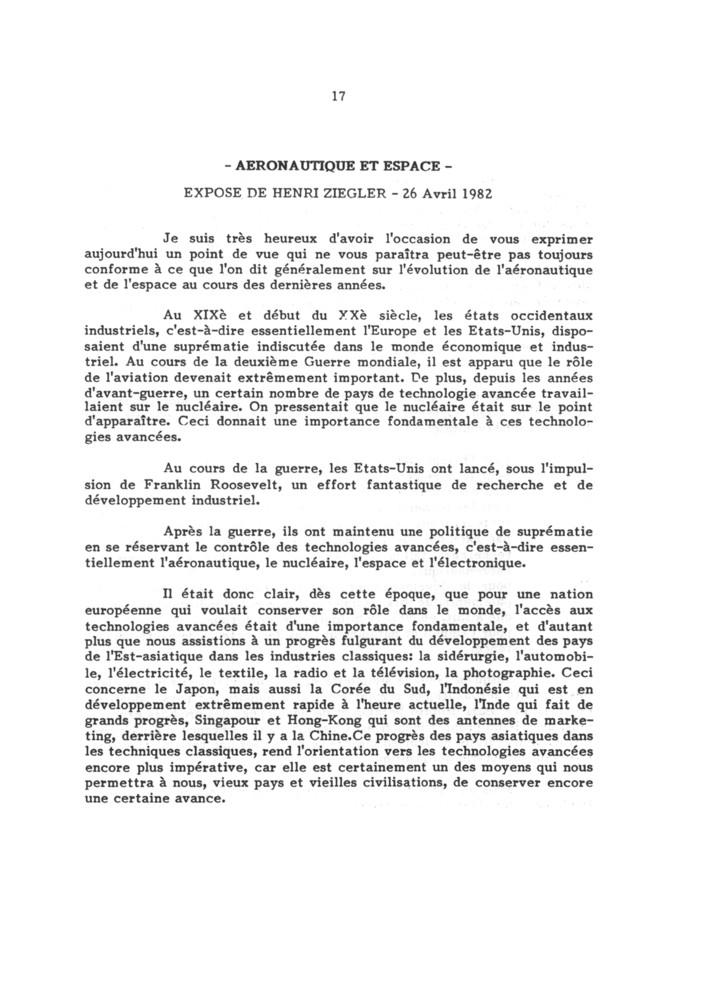 17
- AERONAUTIQUE ET ESPACE -
EXPOSE DE HENRI ZIEGLER - 26 Avril 1982
Je suis très heureux d'avoir l'occasion de vous exprimer
aujourd'hui un point de vue qui ne vous paraîtra peut-être pas toujours
conforme à ce que l'on dit généralement sur l'évolution de l'aéronautique
et de l'espace au cours des dernières années.
Au XIXè et début du XXè siècle, les états occidentaux
industriels, c'est-à-dire essentiellement l'Europe et les Etats-Unis, dispo-
saient d'une suprématie indiscutée dans le monde économique et indus-
triel. Au cours de la deuxième Guerre mondiale, il est apparu que le rôle
de l'aviation devenait extrêmement important. De plus, depuis les années
d'avant-guerre, un certain nombre de pays de technologie avancée travail-
laient sur le nucléaire. On pressentait que le nucléaire était sur le point
d'apparaître. Ceci donnait une importance fondamentale à ces technolo-
gies avancées.
Au cours de la guerre, les Etats-Unis ont lancé, sous l'impul-
sion de Franklin Roosevelt, un effort fantastique de recherche et de
développement industriel.
Après la guerre, ils ont maintenu une politique de suprématie
en se réservant le contrôle des technologies avancées, c'est-à-dire essen-
tiellement l'aéronautique, le nucléaire, l'espace et l'électronique.
Il était donc clair, dès cette époque, que pour une nation
européenne qui voulait conserver son rôle dans le monde, l'accès aux
technologies avancées était d'une importance fondamentale, et d'autant
plus que nous assistions à un progrès fulgurant du développement des pays
de l'Est-asiatique dans les industries classiques: la sidérurgie, l'automobi-
le, l'électricité, le textile, la radio et la télévision, la photographie. Ceci
concerne le Japon, mais aussi la Corée du Sud, l'Indonésie qui est en
développement extrêmement rapide à l'heure actuelle, l'Inde qui fait de
grands progrès, Singapour et Hong-Kong qui sont des antennes de marke-
ting, derrière lesquelles il y a la Chine.Ce progrès des pays asiatiques dans
les techniques classiques, rend l'orientation vers les technologies avancées
encore plus impérative, car elle est certainement un des moyens qui nous
permettra à nous, vieux pays et vieilles civilisations, de conserver encore
une certaine avance.